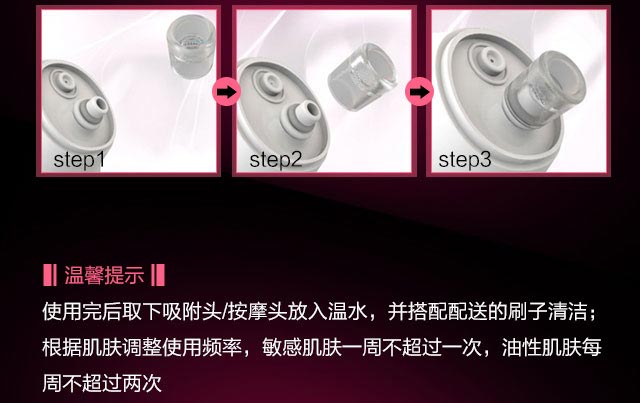 step1
step2
step3
温馨提示
使用完后取下吸附头/按摩头放入温水，并搭配配送的刷子清洁；
根据肌肤调整使用频率，敏感肌肤一周不超过一次，油性肌肤每
周不超过两次